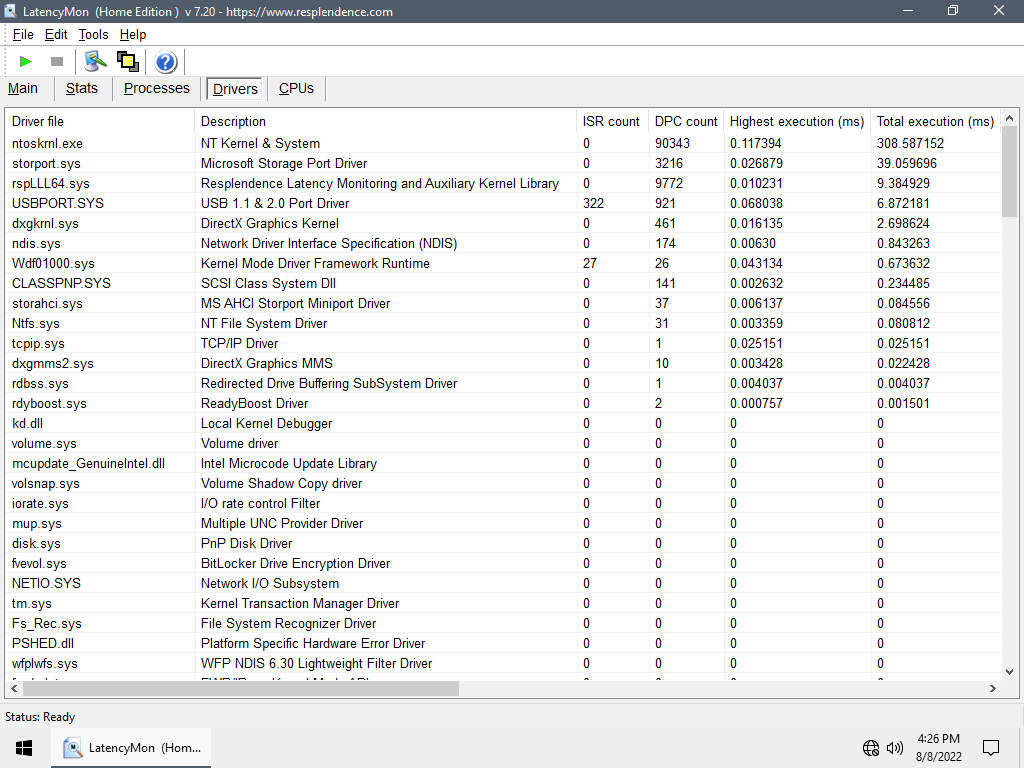 LatencyMon (Home Edition ) v 7.20 - https://www.resplendence.com
File Edit Tools Help
Main Stats Processes Drivers CPUs
Driver file Description ISR count DPC count Highest execution (ms) Total execution (ms)
ntoskrnl.exe NT Kernel & System 0 90343 0.117394 308.587152
storport.sys Microsoft Storage Port Driver 0 3216 0.026879 39.059696
rspLLL64.sys Resplendence Latency Monitoring and Auxiliary Kernel Library 0 9772 0.010231 9.384929
USBPORT.SYS USB 1.1 & 2.0 Port Driver 322 921 0.068038 6.872181
dxgkrnl.sys DirectX Graphics Kernel 0 461 0.016135 2.698624
ndis.sys Network Driver Interface Specification (NDIS) 0 174 0.00630 0.843263
Wdf01000.sys Kernel Mode Driver Framework Runtime 27 26 0.043134 0.673632
CLASSPNP.SYS SCSI Class System Dll 0 141 0.002632 0.234485
storahci.sys MS AHCI Storport Miniport Driver 0 37 0.006137 0.084556
Ntfs.sys NT File System Driver 0 31 0.003359 0.080812
tcpip.sys TCP/IP Driver 0 1 0.025151 0.025151
dxgmms2.sys DirectX Graphics MMS 0 10 0.003428 0.022428
rdbss.sys Redirected Drive Buffering SubSystem Driver 0 1 0.004037 0.004037
rdyboost.sys ReadyBoost Driver 0 2 0.000757 0.001501
kd.dll Local Kernel Debugger 0 0 0 0
volume.sys Volume driver 0 0 0 0
mcupdate_GenuineIntel.dll Intel Microcode Update Library 0 0 0 0
volsnap.sys Volume Shadow Copy driver 0 0 0 0
iorate.sys I/O rate control Filter 0 0 0 0
mup.sys Multiple UNC Provider Driver 0 0 0 0
disk.sys PnP Disk Driver 0 0 0 0
fvevol.sys BitLocker Drive Encryption Driver 0 0 0 0
NETIO.SYS Network I/O Subsystem 0 0 0 0
tm.sys Kernel Transaction Manager Driver 0 0 0 0
Fs_Rec.sys File System Recognizer Driver 0 0 0 0
PSHED.dll Platform Specific Hardware Error Driver 0 0 0 0
wfplwfs.sys WFP NDIS 6.30 Lightweight Filter Driver 0 0 0 0
Status: Ready
LatencyMon (Hom...
4:26 PM
8/8/2022